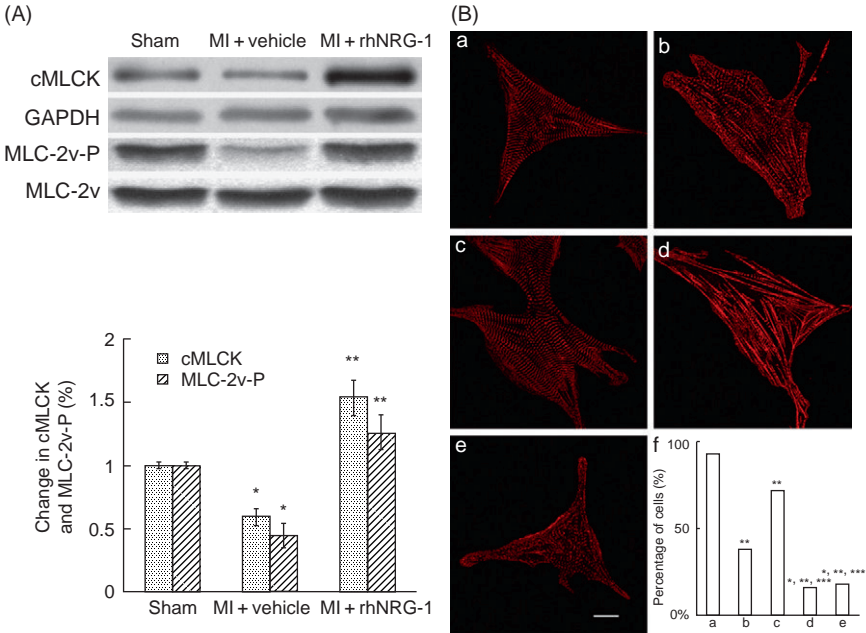 (A)
Sham MI + vehicle MI + rhNRG-1
cMLCK
GAPDH
MLC-2v-P
MLC-2v
Change in cMLCK
and MLC-2v-P (%)
2
1.5
1
0.5
0
cMLCK
MLC-2v-P
* *
** **
Sham MI + vehicle MI + rhNRG-1
(B)
a
b
c
d
e
f
Percentage of cells (%)
100
50
0%
**
**
*, **, ***
*, **, ***
a b c d e